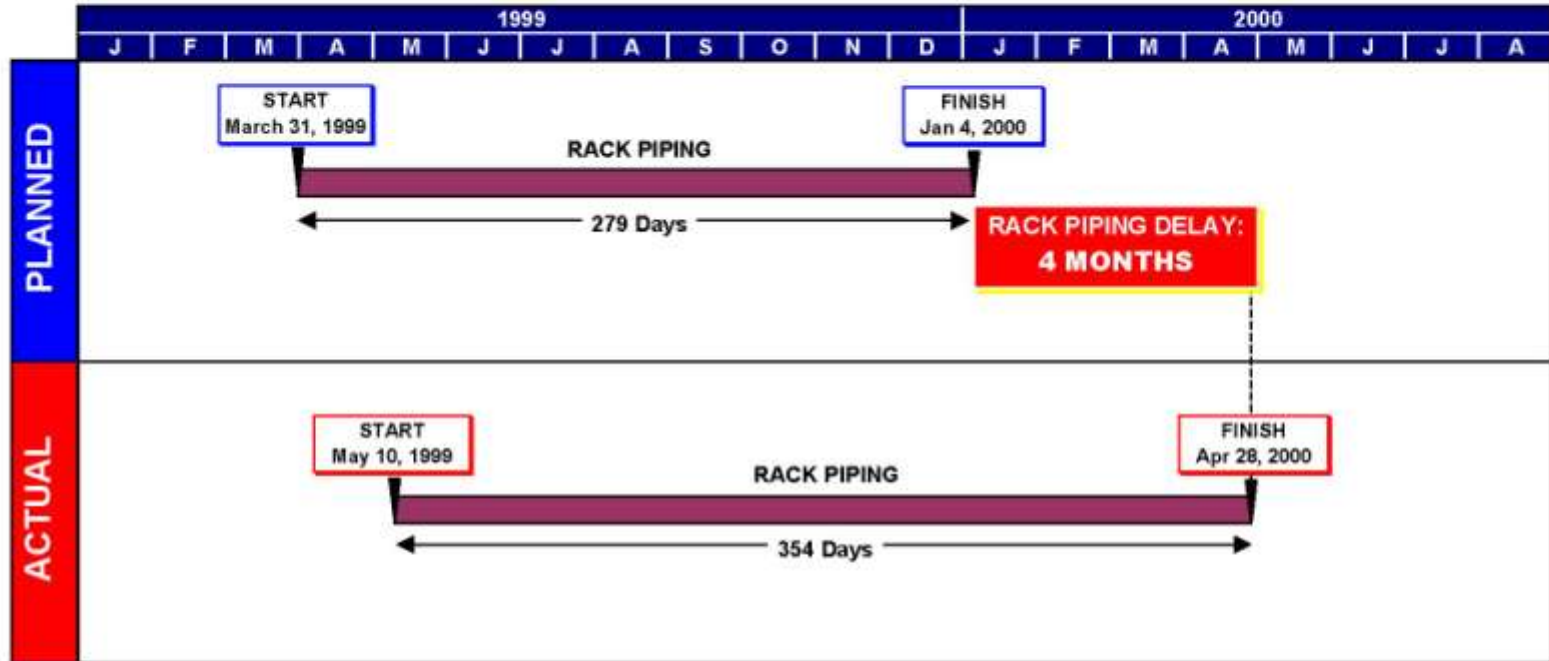 1999 2000
J F M A M J J A S O N D J F M A M J J A
PLANNED
START
March 31, 1999
FINISH
Jan 4, 2000
RACK PIPING
279 Days
RACK PIPING DELAY:
4 MONTHS
ACTUAL
START
May 10, 1999
FINISH
Apr 28, 2000
RACK PIPING
354 Days